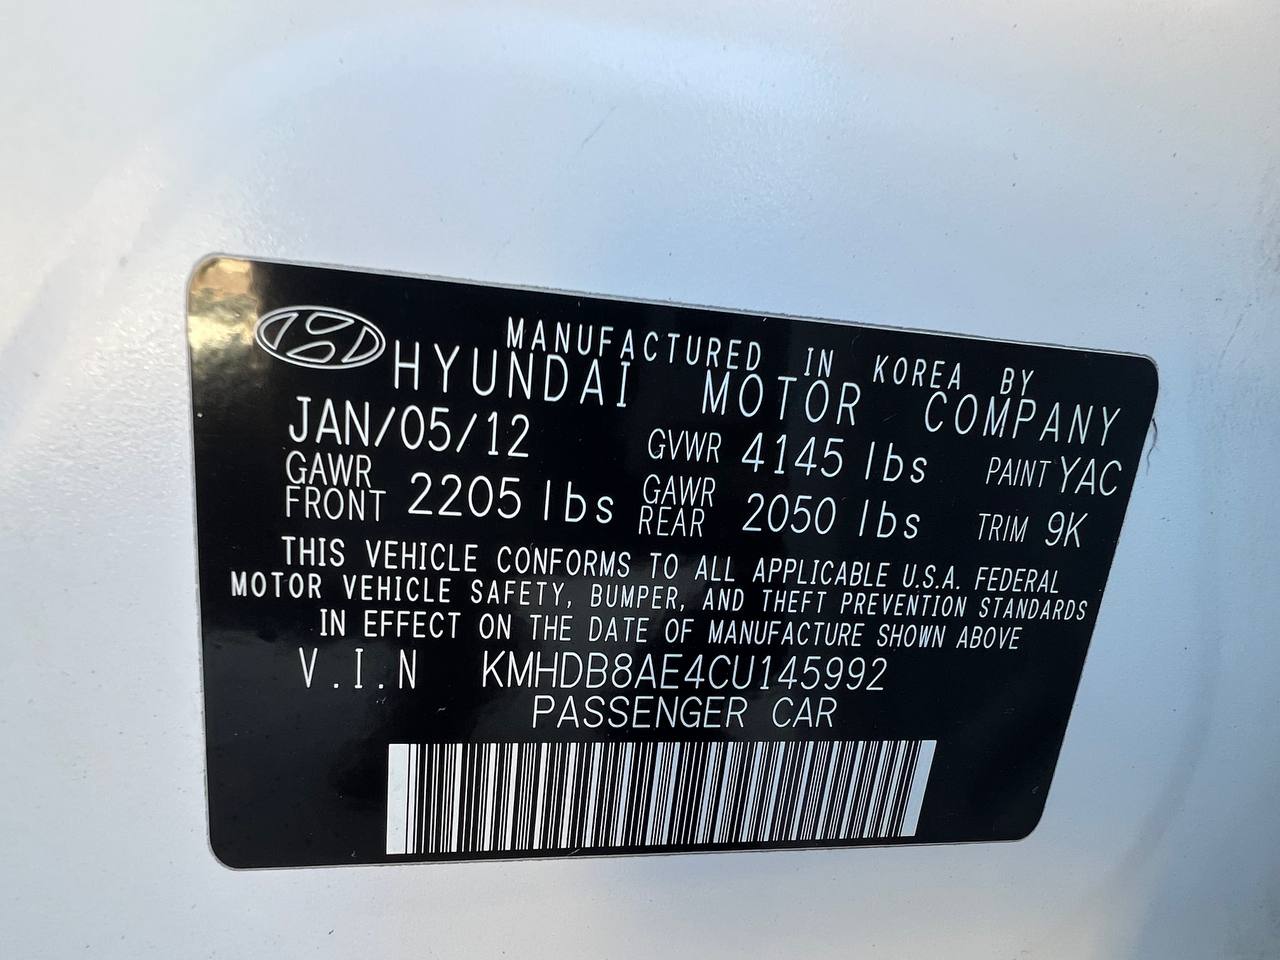 MANUFACTURED IN KOREA BY
HYUNDAI MOTOR COMPANY
JAN/05/12 GVWR 4145 lbs PAINT YAC
GAWR FRONT 2205 lbs GAWR REAR 2050 lbs TRIM 9K
THIS VEHICLE CONFORMS TO ALL APPLICABLE U.S.A. FEDERAL
MOTOR VEHICLE SAFETY, BUMPER, AND THEFT PREVENTION STANDARDS
IN EFFECT ON THE DATE OF MANUFACTURE SHOWN ABOVE
V.I.N KMHDB8AE4CU145992
PASSENGER CAR